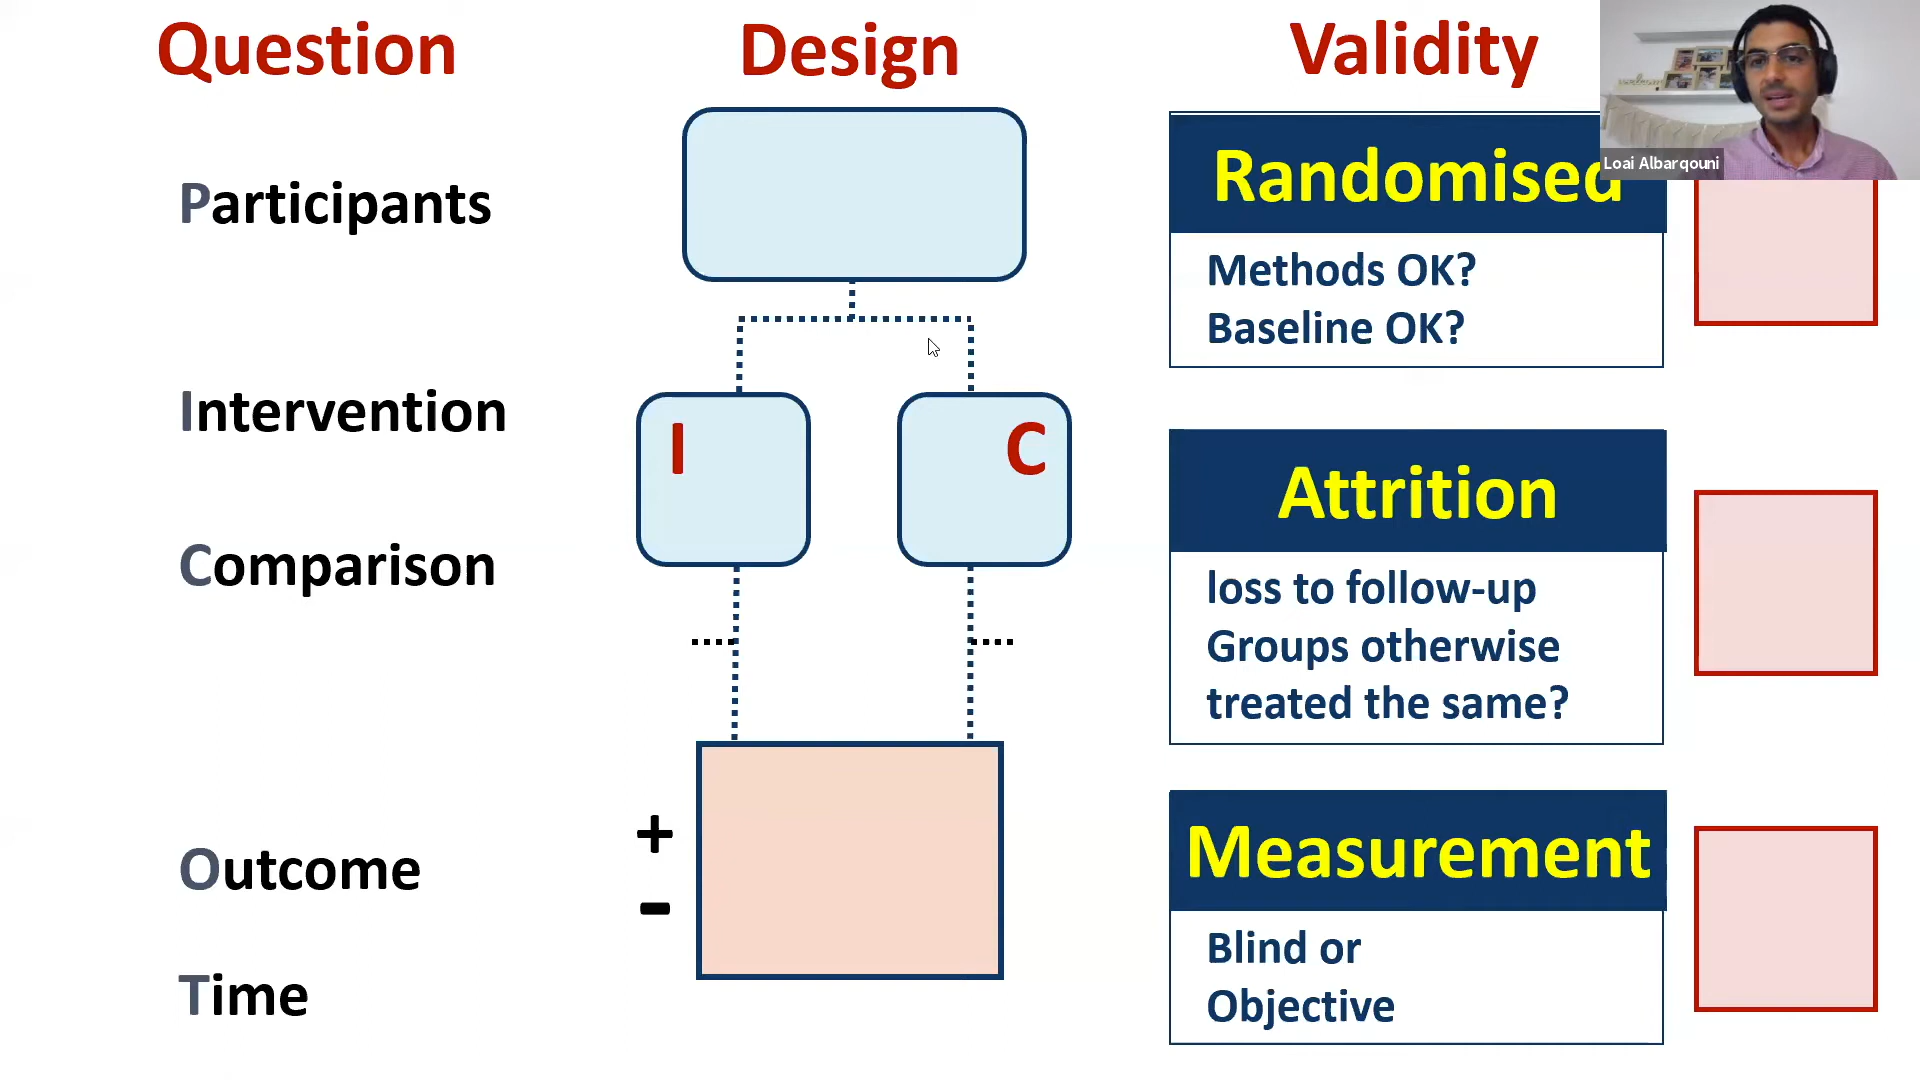 Question
Design
Validity
Participants
Intervention
Comparison
Outcome
Time
I
C
+
-
Randomised
Methods OK?
Baseline OK?
Attrition
loss to follow-up
Groups otherwise
treated the same?
Measurement
Blind or
Objective
Loai Albarqouni